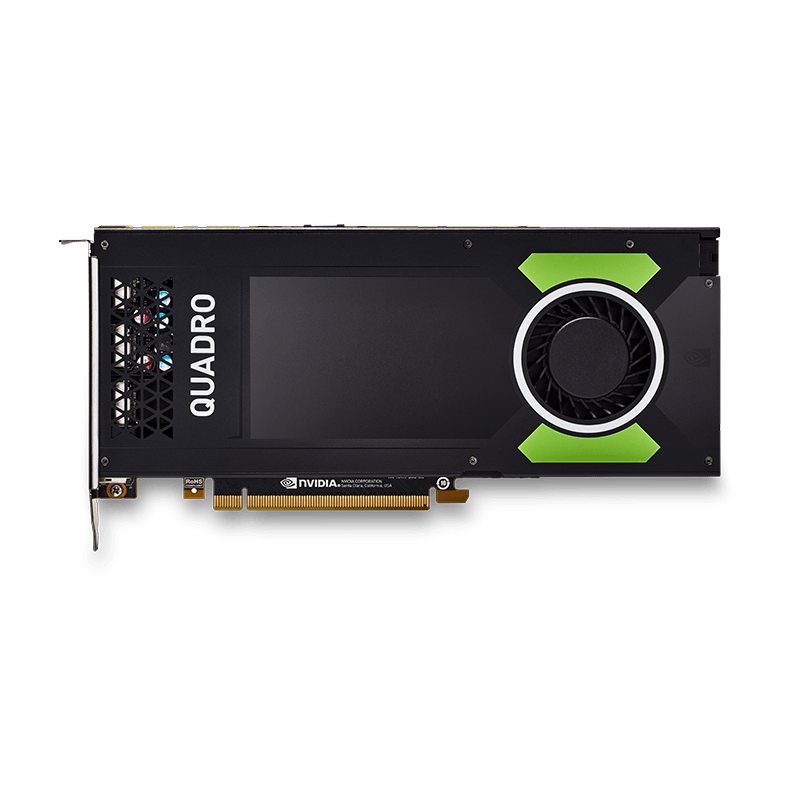 QUADRO
RoHS
NVIDIA
NVIDIA CORPORATION
Santa Clara, California, USA